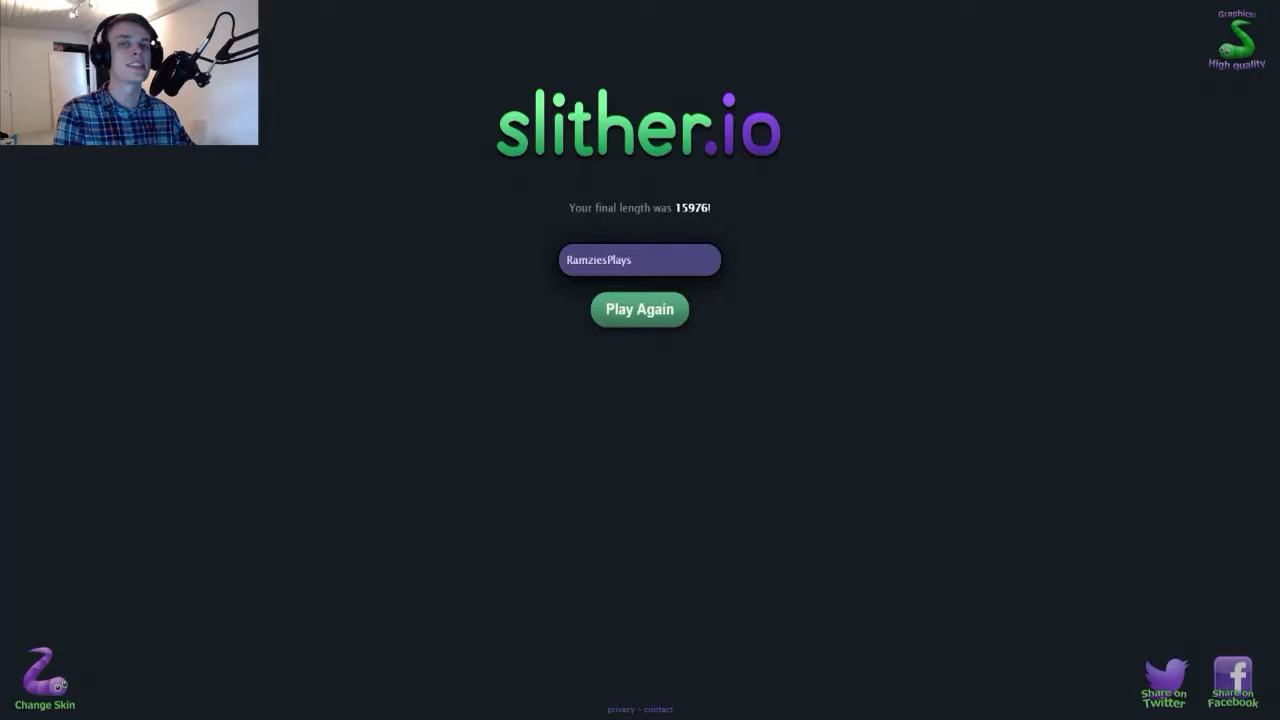 Graphics:
High quality
slither.io
Your final length was 15976!
RamziesPlays
Play Again
Change Skin
Share on
Twitter
Share on
Facebook
privacy - contact